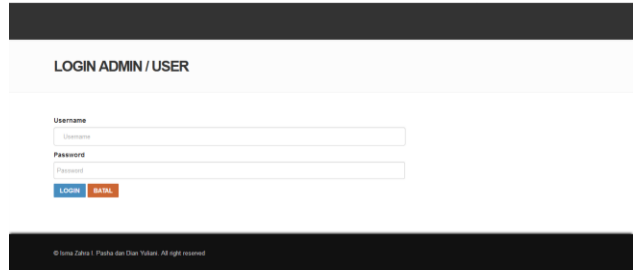 LOGIN ADMIN / USER
Username
Username
Password
Password
LOGIN BATAL
© Isma Zahra I. Pasha dan Dian Yuliani. All right reserved